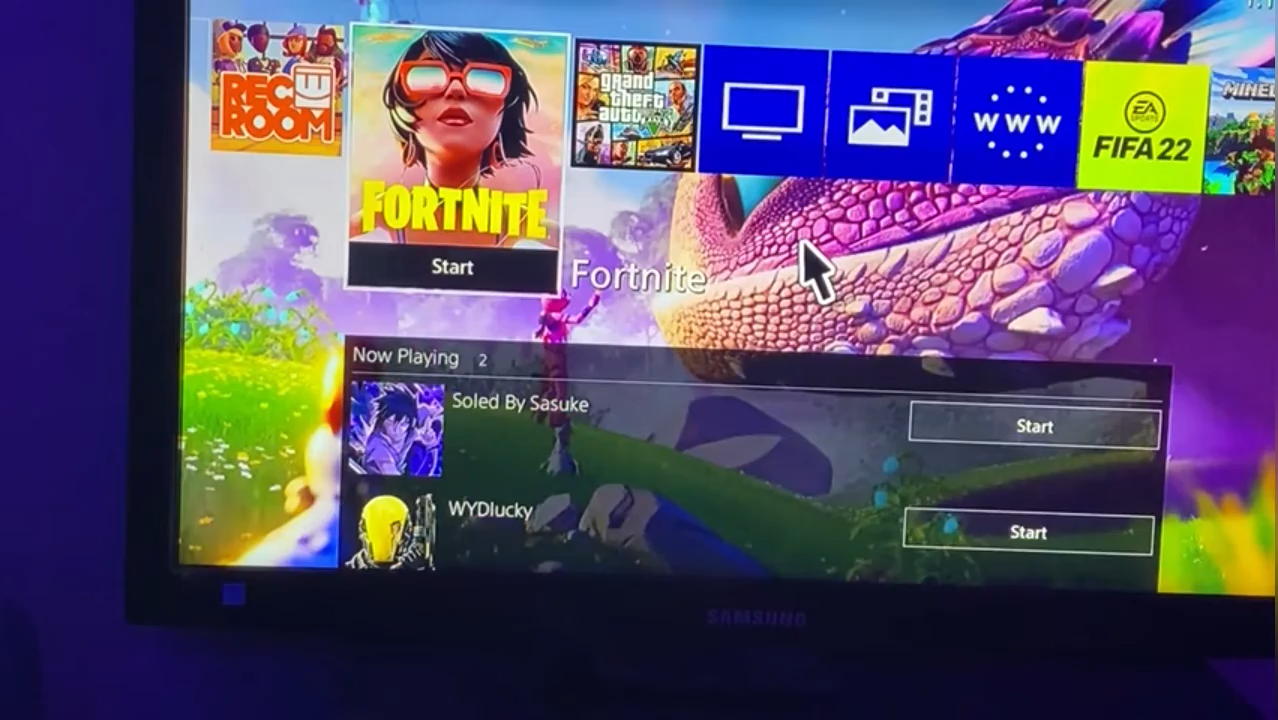 REC
ROOM
FORTNITE
Start
Fortnite
grand
theft
auto
WWW
EA
SPORTS
FIFA 22
Now Playing 2
Soled By Sasuke
Start
WYDlucky
Start
SAMSUNG